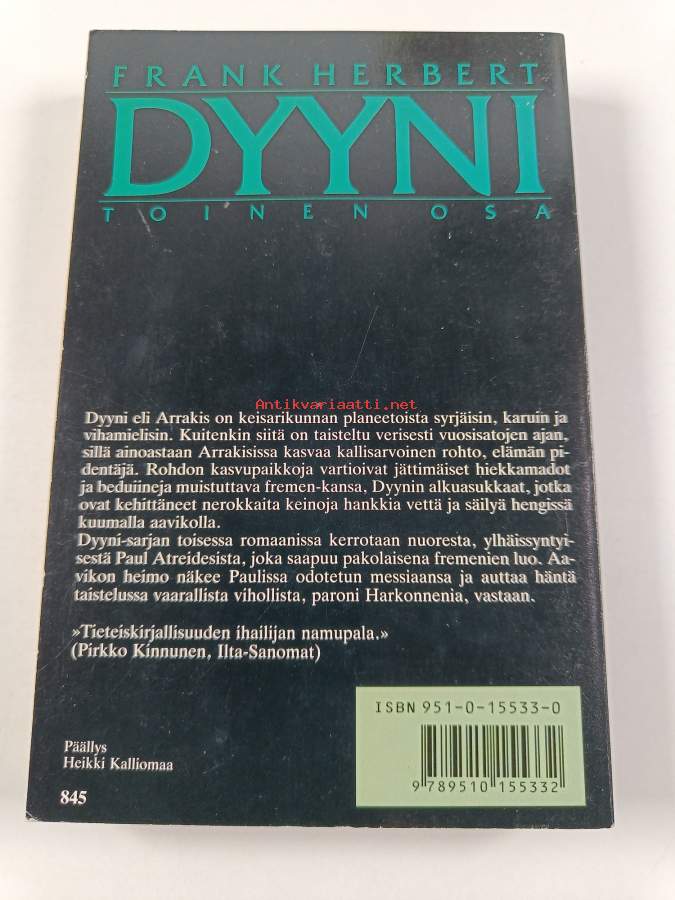 FRANK HERBERT
DYYNI
TOINEN OSA
Antikvariaatti.net
Dyyni eli Arrakis on keisarikunnan planeetoista syrjäisin, karuin ja
vihamielisin. Kuitenkin siitä on taisteltu verisesti vuosisatojen ajan,
sillä ainoastaan Arrakisissa kasvaa kallisarvoinen rohto, elämän pi-
dentäjä. Rohdon kasvupaikkoja vartioivat jättimäiset hiekkamadot
ja beduiineja muistuttava fremen-kansa, Dyynin alkuasukkaat, jotka
ovat kehittäneet nerokkaita keinoja hankkia vettä ja säilyä hengissä
kuumalla aavikolla.
Dyyni-sarjan toisessa romaanissa kerrotaan nuoresta, ylhäissyntyi-
sestä Paul Atreidesista, joka saapuu pakolaisena fremenien luo. Aa-
vikon heimo näkee Paulissa odotetun messiaansa ja auttaa häntä
taistelussa vaarallista vihollista, paroni Harkonnenia, vastaan.
»Tieteiskirjallisuuden ihailijan namupala.»
(Pirkko Kinnunen, Ilta-Sanomat)
ISBN 951-0-15533-0
9 789510 155332
Päällys
Heikki Kalliomaa
845